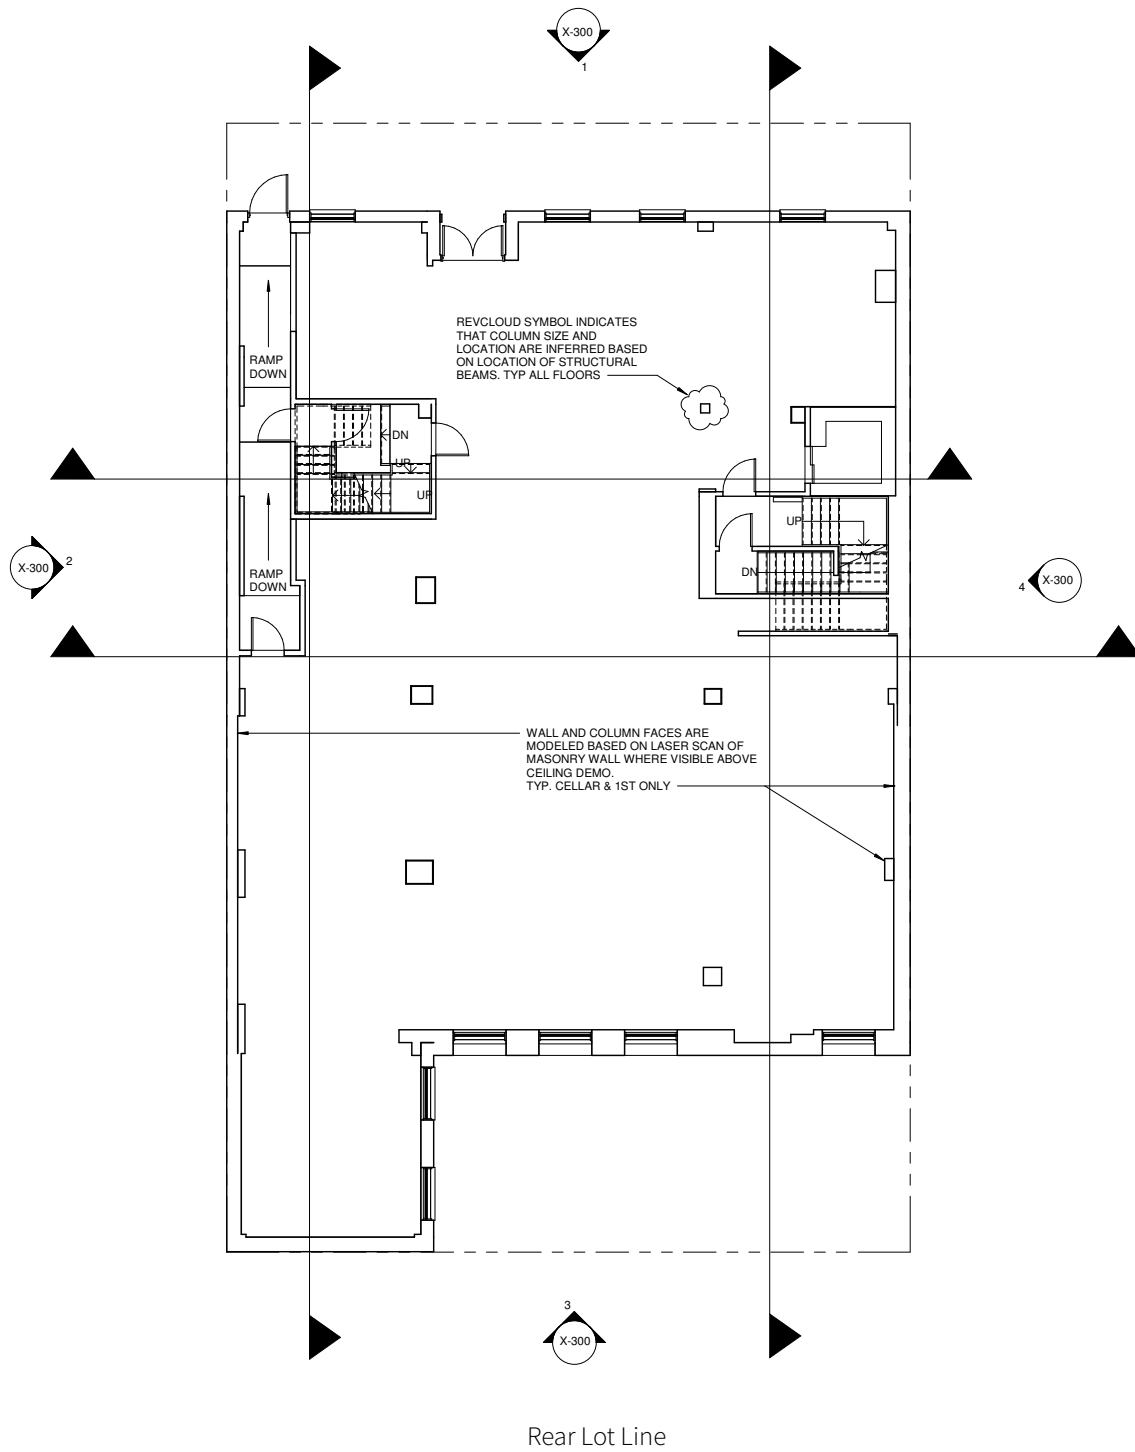 X-300
1
REVCLOUD SYMBOL INDICATES
THAT COLUMN SIZE AND
LOCATION ARE INFERRED BASED
ON LOCATION OF STRUCTURAL
BEAMS. TYP ALL FLOORS
RAMP
DOWN
DN
UP
UP
UP
DN
X-300
2
RAMP
DOWN
4
X-300
WALL AND COLUMN FACES ARE
MODELED BASED ON LASER SCAN OF
MASONRY WALL WHERE VISIBLE ABOVE
CEILING DEMO.
TYP. CELLAR & 1ST ONLY
3
X-300
Rear Lot Line